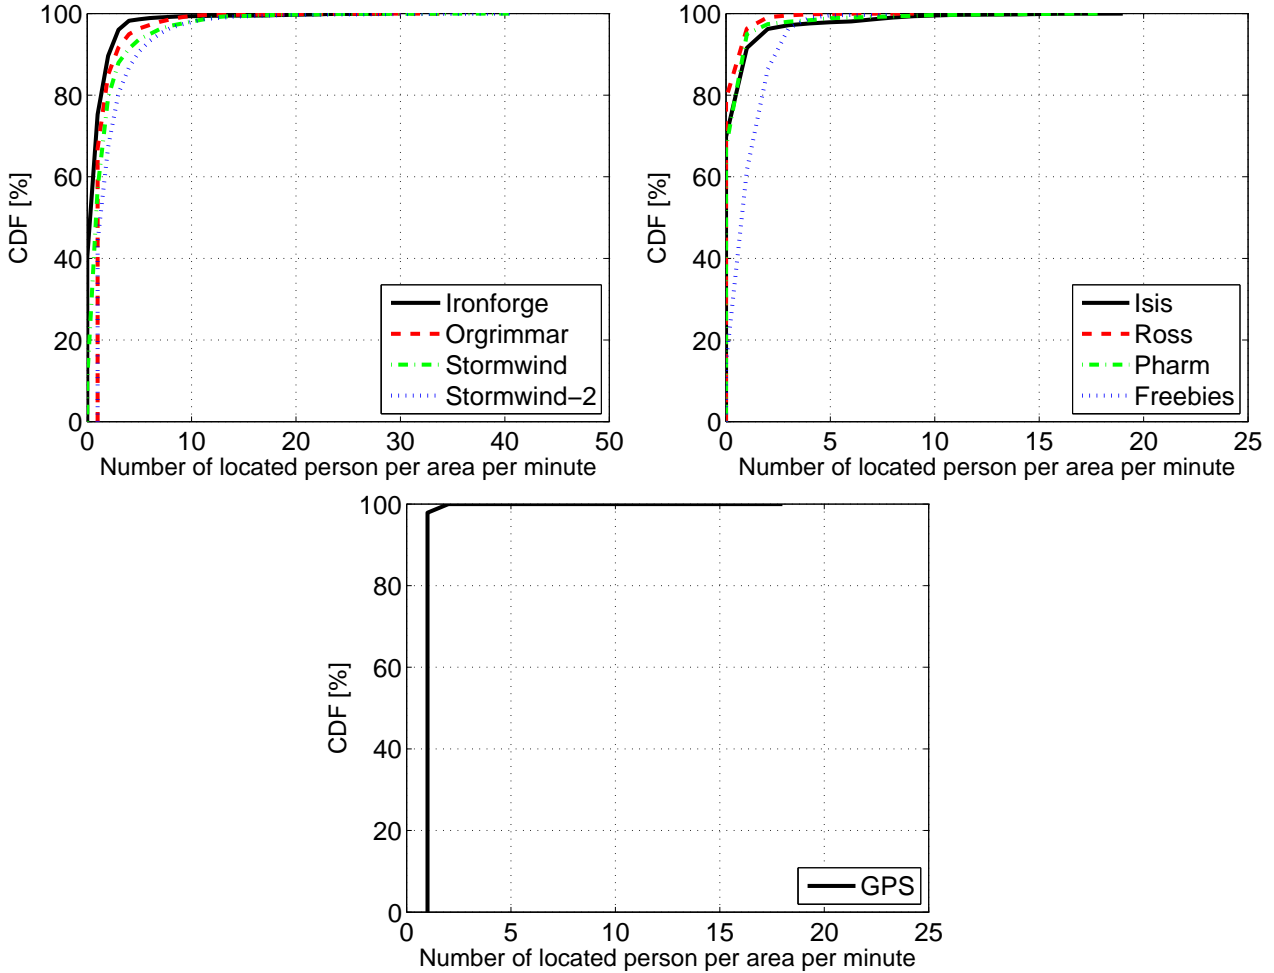 CDF [%]
100
80
60
40
20
0
0 10 20 30 40 50
Number of located person per area per minute
Ironforge
Orgrimmar
Stormwind
Stormwind−2
CDF [%]
100
80
60
40
20
0
0 5 10 15 20 25
Number of located person per area per minute
Isis
Ross
Pharm
Freebies
CDF [%]
100
80
60
40
20
0
0 5 10 15 20 25
Number of located person per area per minute
GPS